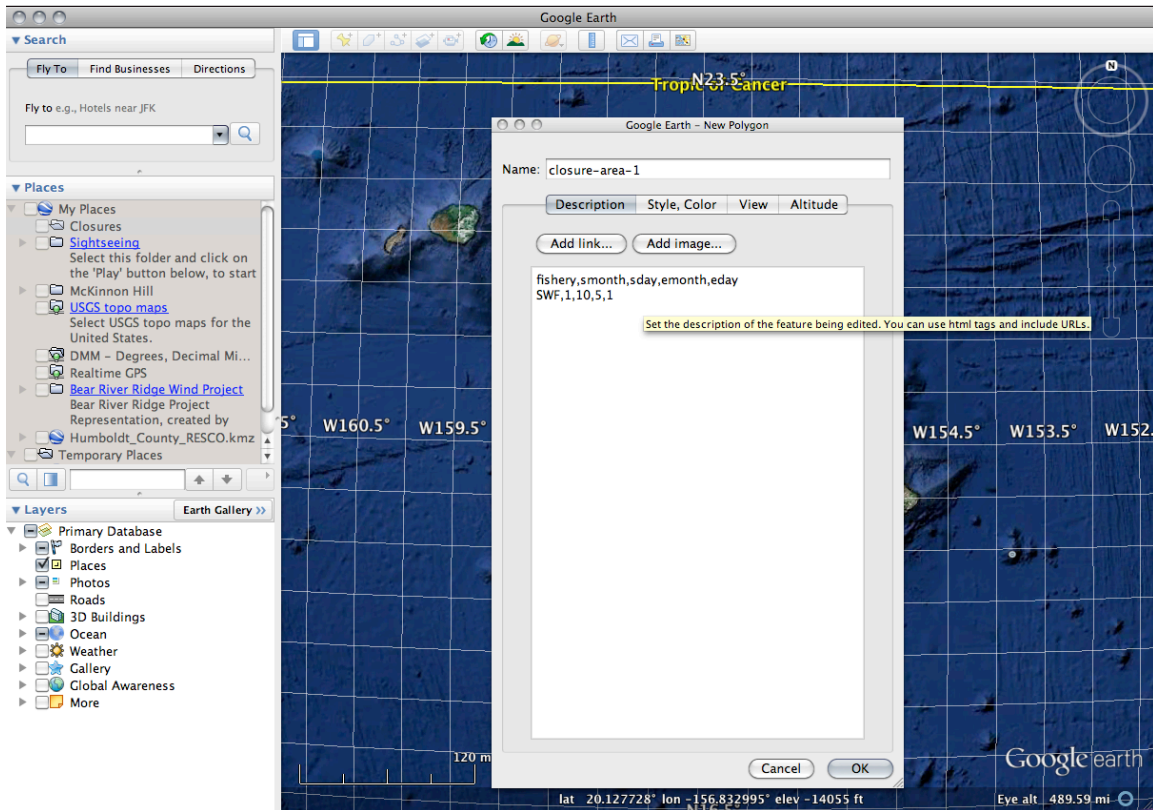 Google Earth
Search
Fly To Find Businesses Directions
Fly to e.g., Hotels near JFK
Places
My Places
Closures
Sightseeing
Select this folder and click on
the 'Play' button below, to start
McKinnon Hill
USGS topo maps
Select USGS topo maps for the
United States.
DMM – Degrees, Decimal Mi...
Realtime GPS
Bear River Ridge Wind Project
Bear River Ridge Project
Representation, created by
Humboldt_County_RESCO.kmz
Temporary Places
Layers Earth Gallery >>
Primary Database
Borders and Labels
Places
Photos
Roads
3D Buildings
Ocean
Weather
Gallery
Global Awareness
More
N
N23.5°
Tropic of Cancer
Google Earth – New Polygon
Name: closure-area-1
Description Style, Color View Altitude
Add link... Add image...
fishery,smonth,sday,emonth,eday
SWF,1,10,5,1
Set the description of the feature being edited. You can use html tags and include URLs.
5° W160.5° W159.5° W154.5° W153.5° W152.
120 m
Cancel OK
Google earth
lat 20.127728° lon -156.832995° elev -14055 ft Eye alt 489.59 mi